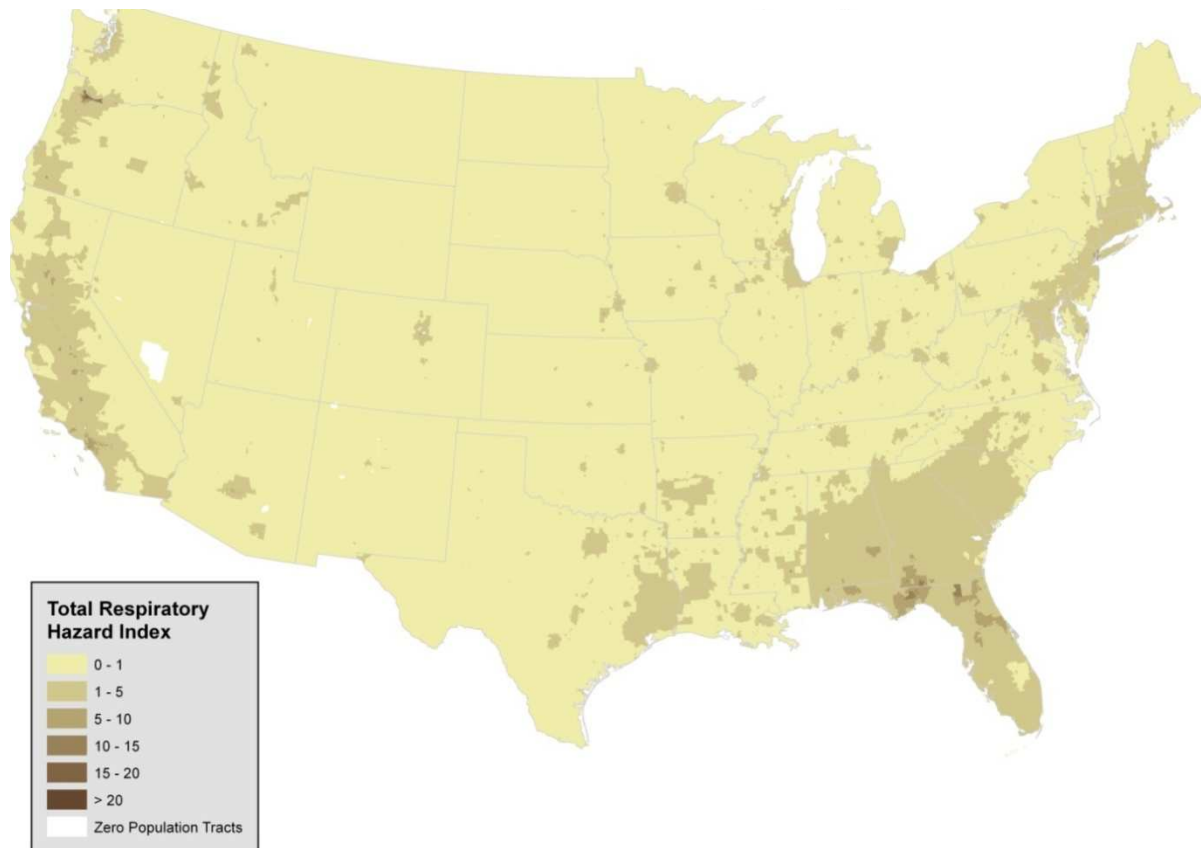 Total Respiratory
Hazard Index
0 - 1
1 - 5
5 - 10
10 - 15
15 - 20
> 20
Zero Population Tracts